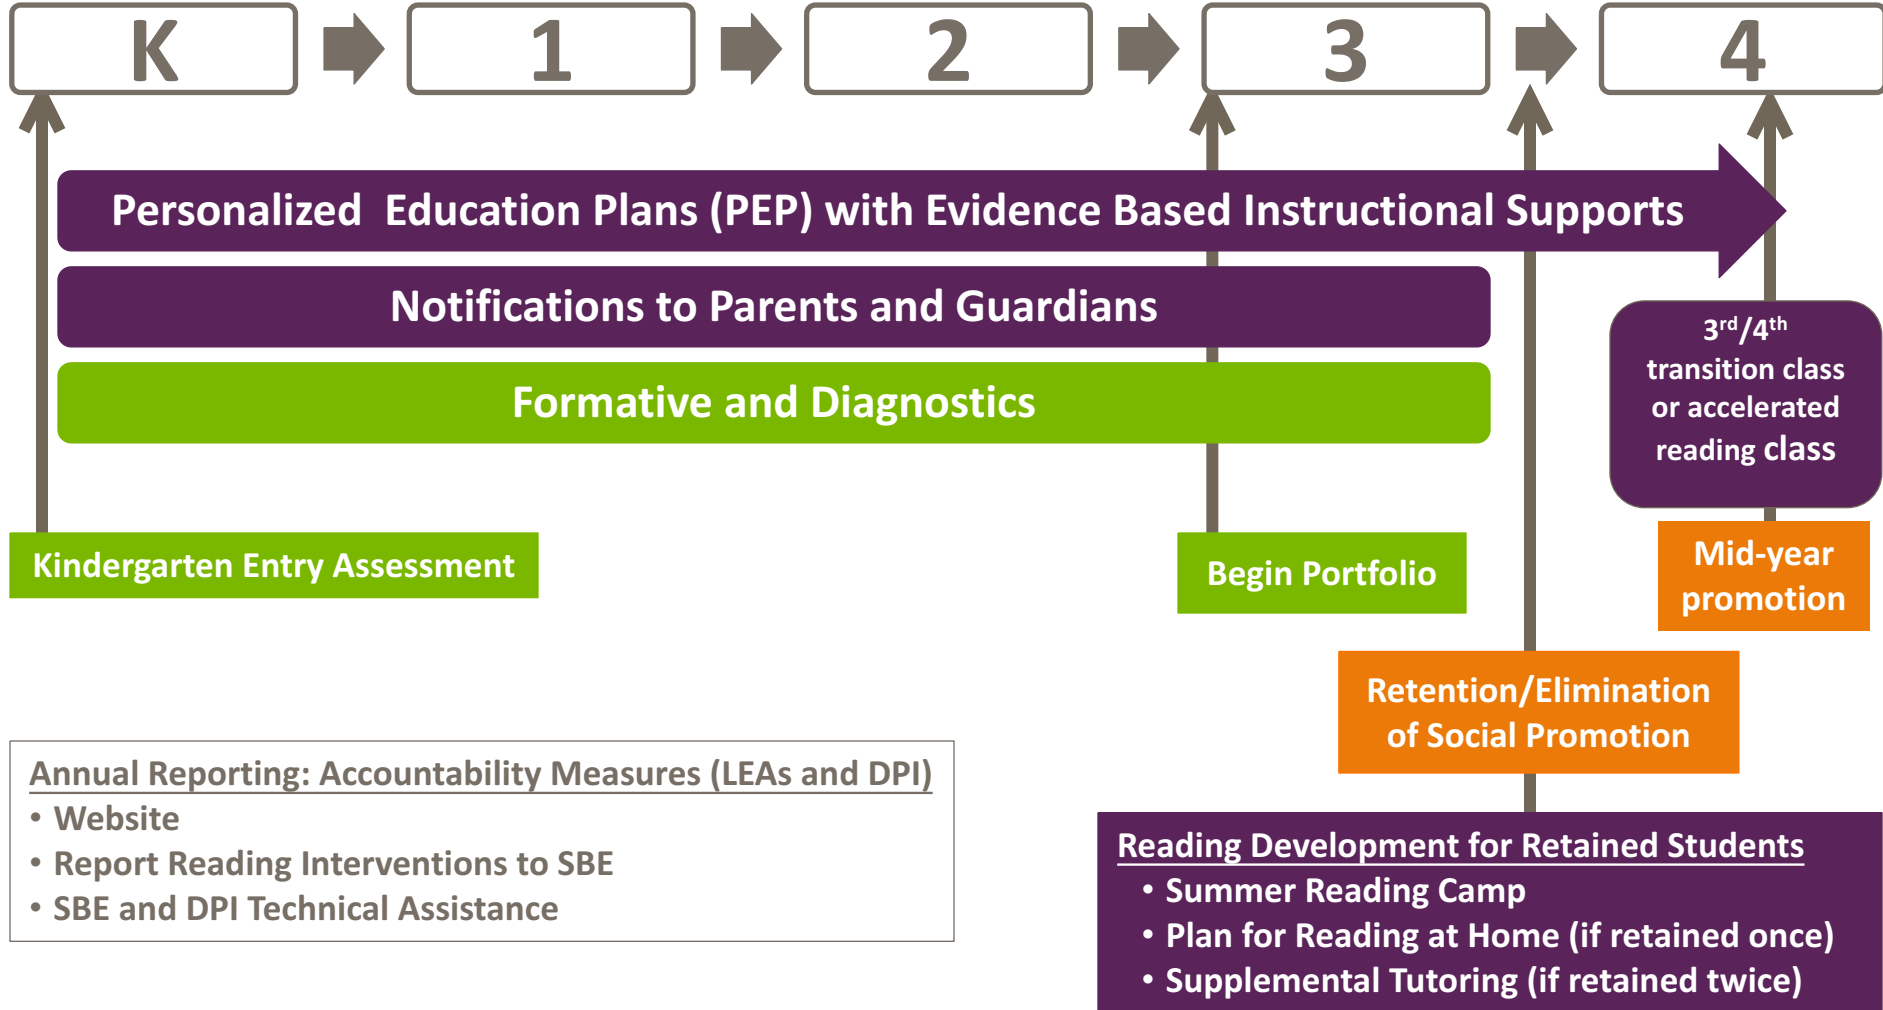 K
1
2
3
4
Personalized Education Plans (PEP) with Evidence Based Instructional Supports
Notifications to Parents and Guardians
Formative and Diagnostics
3rd/4th
transition class
or accelerated
reading class
Kindergarten Entry Assessment
Begin Portfolio
Mid-year
promotion
Retention/Elimination
of Social Promotion
Annual Reporting: Accountability Measures (LEAs and DPI)
• Website
• Report Reading Interventions to SBE
• SBE and DPI Technical Assistance
Reading Development for Retained Students
• Summer Reading Camp
• Plan for Reading at Home (if retained once)
• Supplemental Tutoring (if retained twice)